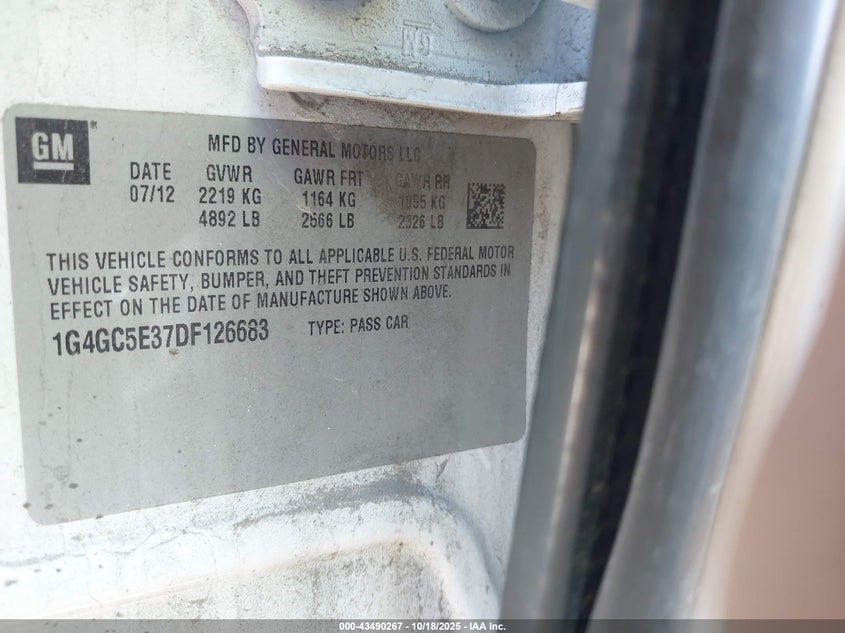 GM ®
MFD BY GENERAL MOTORS LLC
DATE GVWR GAWR FRT GAWR RR
07/12 2219 KG 1164 KG 1055 KG
4892 LB 2566 LB 2326 LB
THIS VEHICLE CONFORMS TO ALL APPLICABLE U.S. FEDERAL MOTOR
VEHICLE SAFETY, BUMPER, AND THEFT PREVENTION STANDARDS IN
EFFECT ON THE DATE OF MANUFACTURE SHOWN ABOVE.
1G4GC5E37DF126683 TYPE: PASS CAR
000-43490267 - 10/18/2025 - IAA Inc.